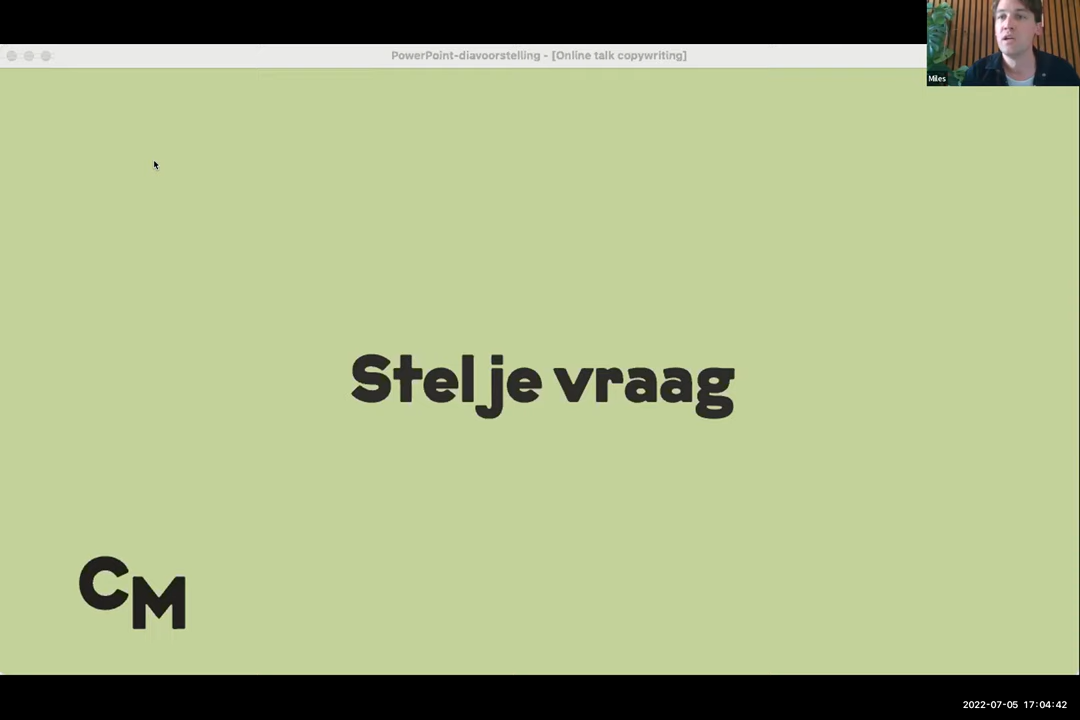 PowerPoint-diavoorstelling - [Online talk copywriting]
Miles
Stel je vraag
CM
2022-07-05 17:04:42